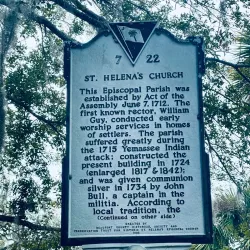 7 22
ST. HELENA'S CHURCH
This Episcopal Parish was
established by Act of the
Assembly June 7, 1712. The
first known rector, William
Guy, conducted early
worship services in homes
of settlers. The parish
suffered greatly during
the 1715 Yemassee Indian
attack; constructed the
present building in 1724
(enlarged 1817 & 1842);
and was given communion
silver in 1734 by John
Bull, a captain in the
militia. According to
local tradition, the
(Continued on other side)